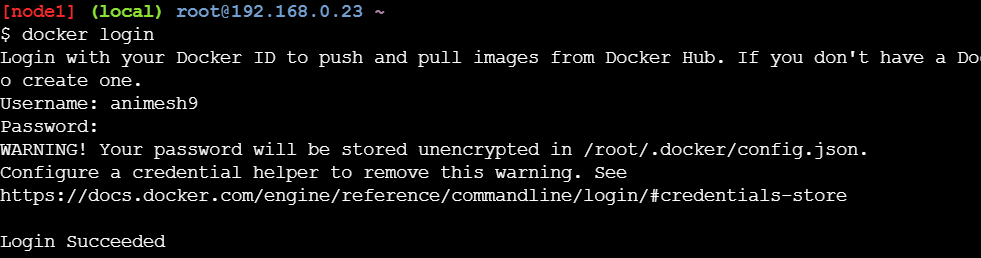 [node1] (local) root@192.168.0.23 ~
$ docker login
Login with your Docker ID to push and pull images from Docker Hub. If you don't have a Doc
o create one.
Username: animesh9
Password:
WARNING! Your password will be stored unencrypted in /root/.docker/config.json.
Configure a credential helper to remove this warning. See
https://docs.docker.com/engine/reference/commandline/login/#credentials-store
Login Succeeded